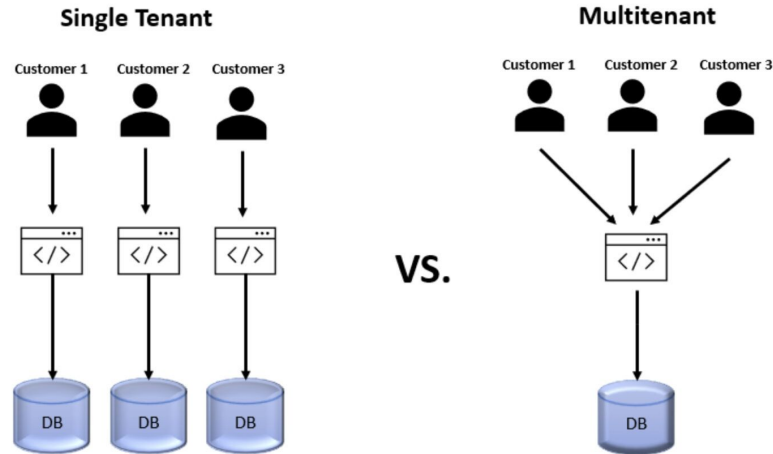 Single Tenant
Customer 1 Customer 2 Customer 3
</>
</>
</>
DB
DB
DB
VS.
Multitenant
Customer 1 Customer 2 Customer 3
</>
DB